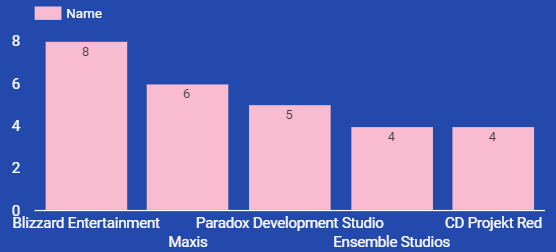 Name
8
6
4
2
0
8
6
5
4
4
Blizzard Entertainment
Maxis
Paradox Development Studio
Ensemble Studios
CD Projekt Red